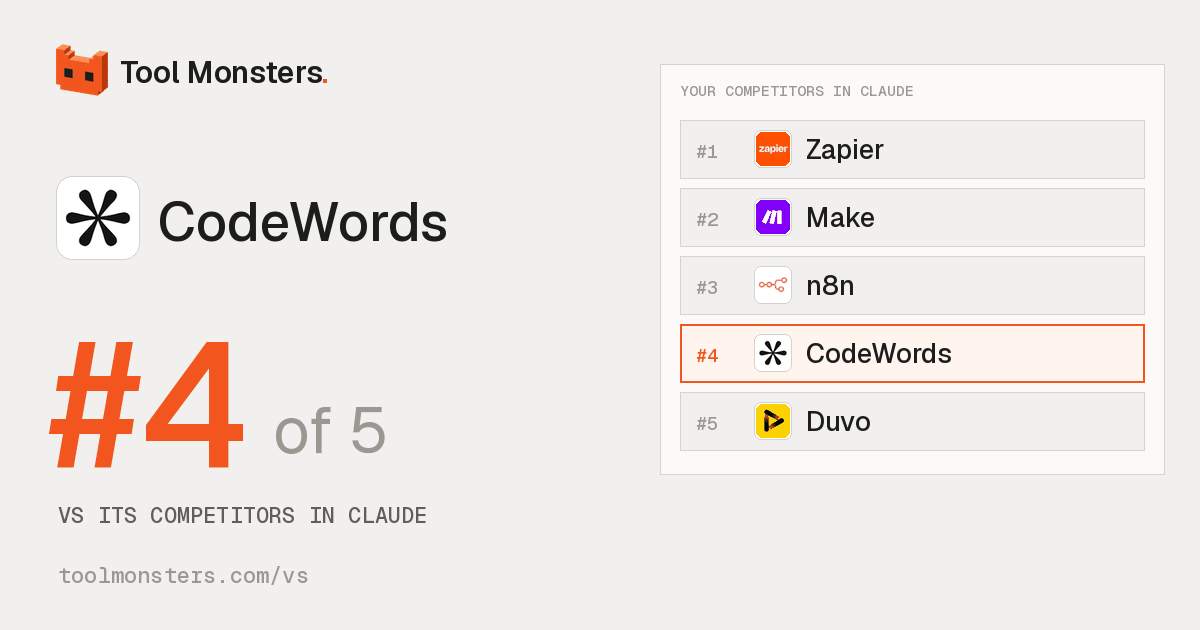 Tool Monsters.
CodeWords
#4 of 5
VS ITS COMPETITORS IN CLAUDE
toolmonsters.com/vs
YOUR COMPETITORS IN CLAUDE
#1 zapier Zapier
#2 Make
#3 n8n
#4 CodeWords
#5 Duvo